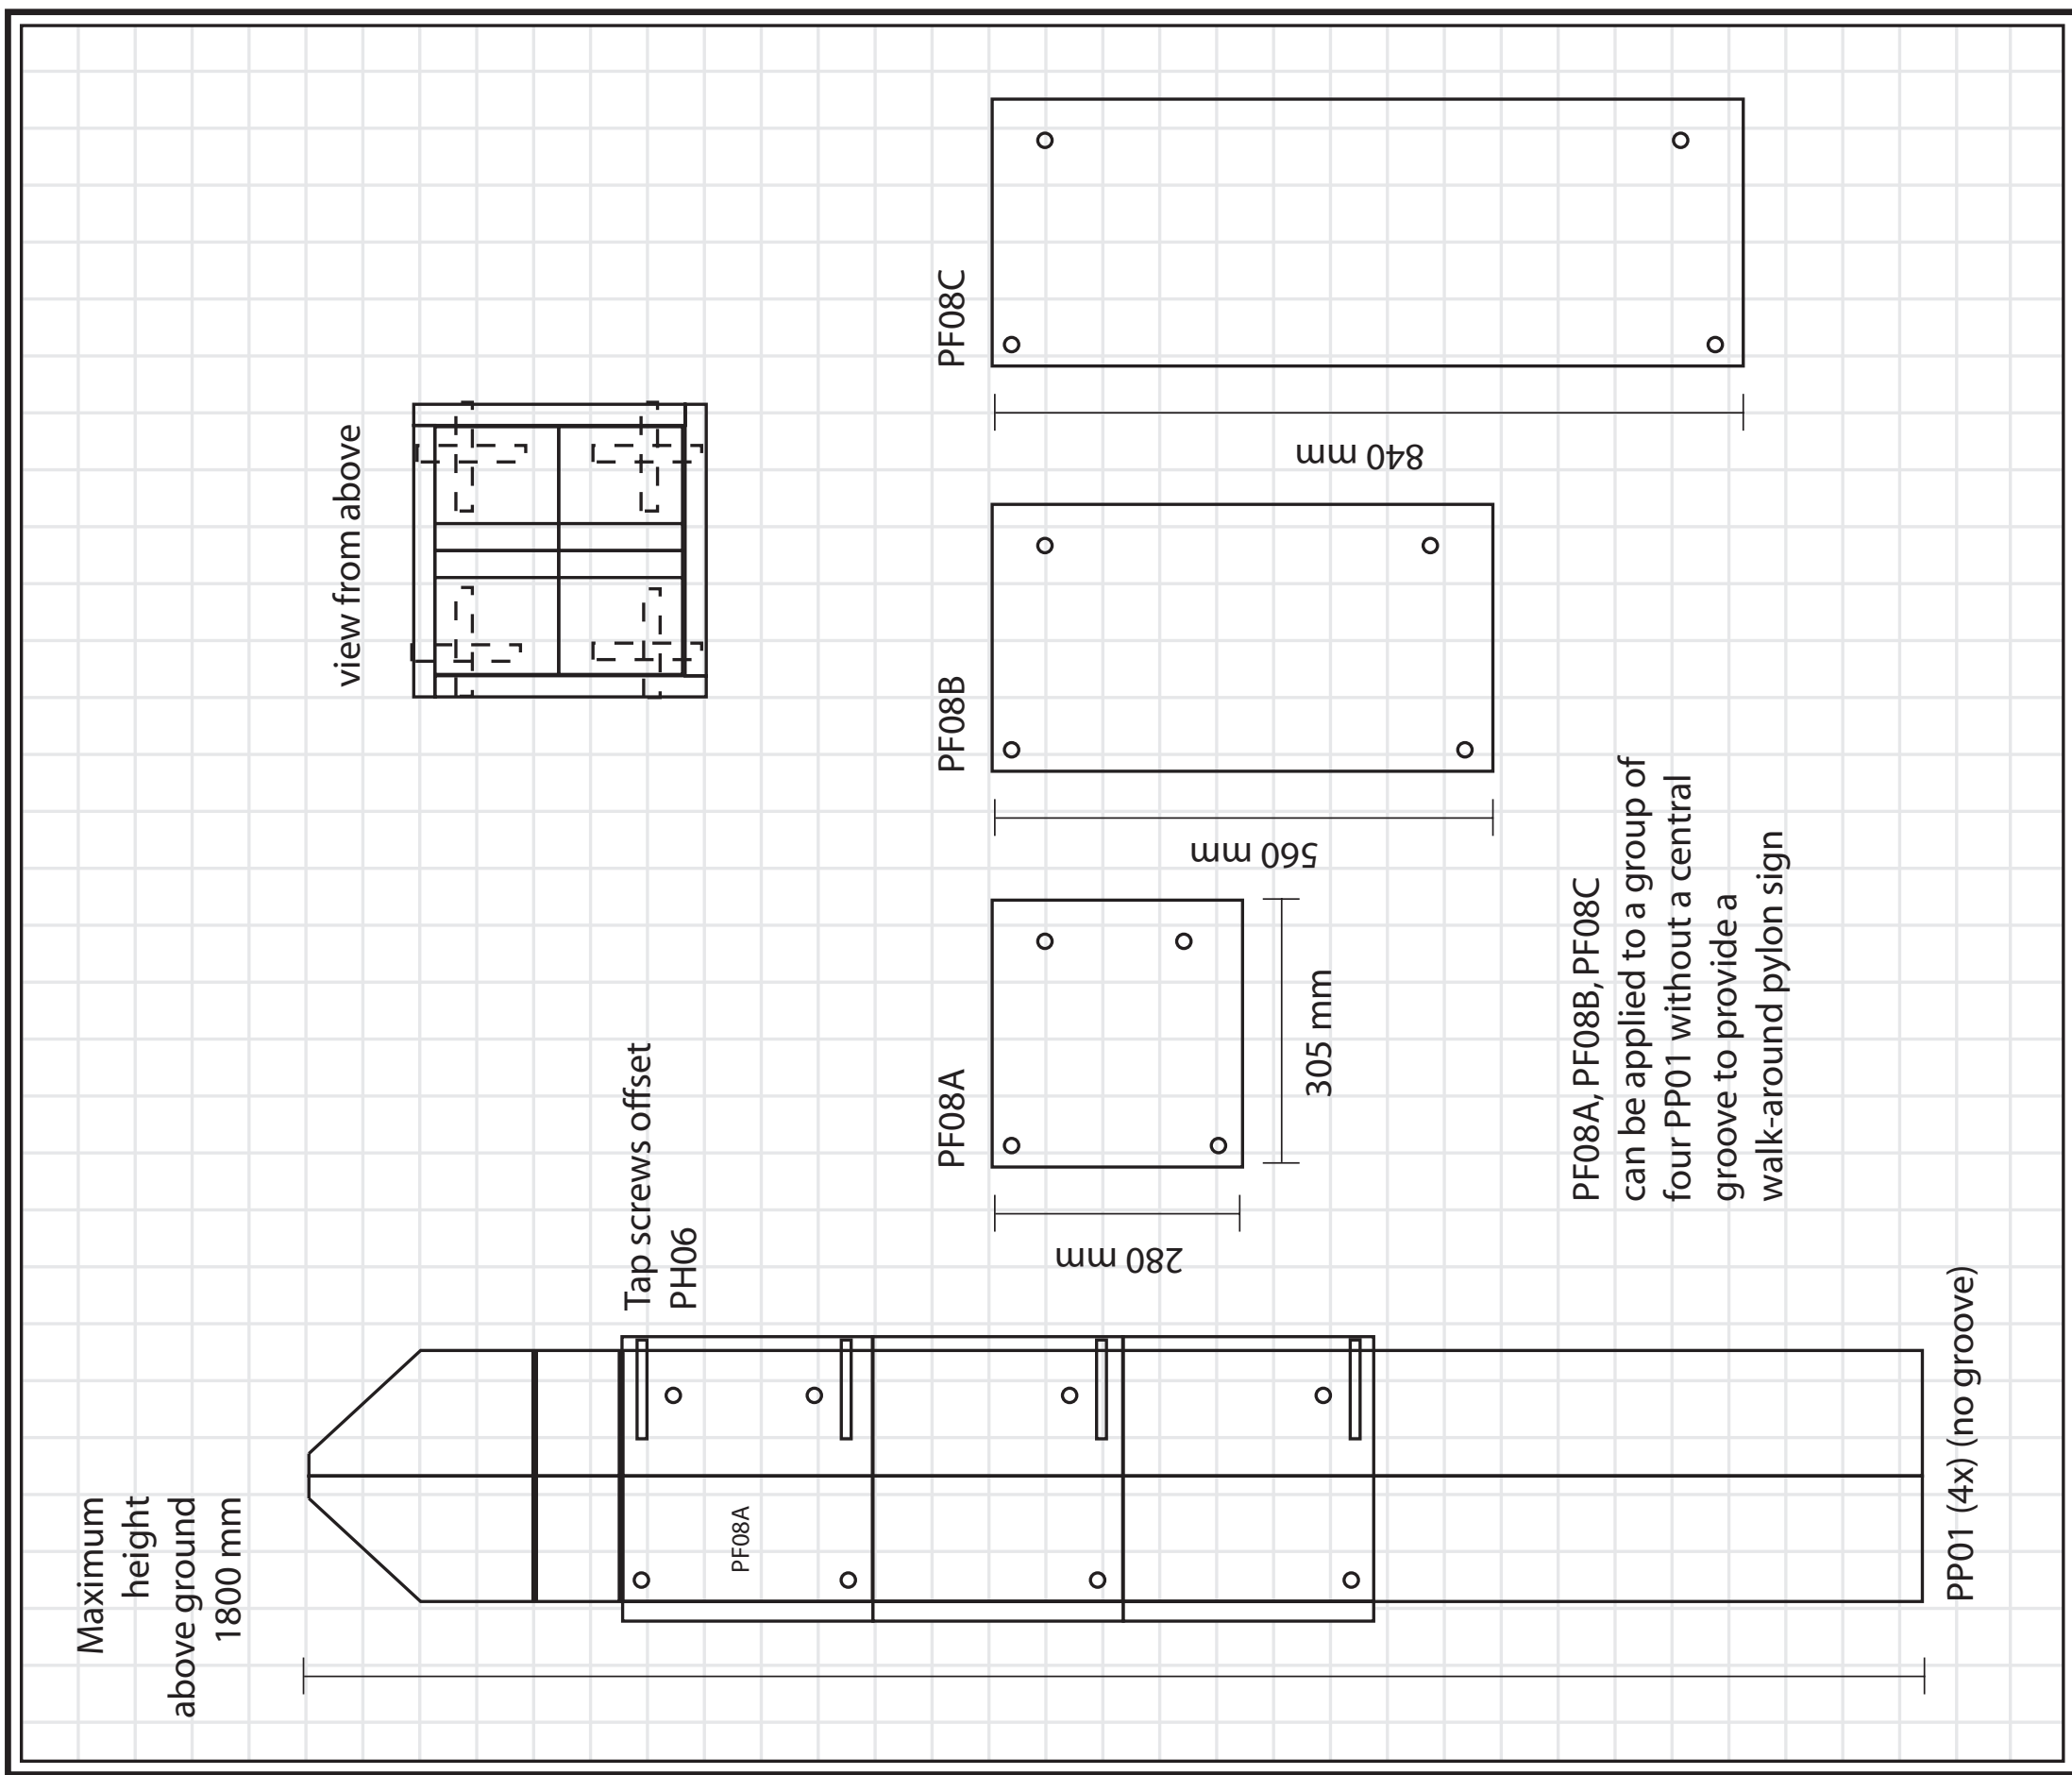 Maximum
height
above ground
1800 mm
view from above
Tap screws offset
PH06
PF08A
PP01 (4x) (no groove)
PF08A
280 mm
305 mm
PF08B
560 mm
PF08C
840 mm
PF08A, PF08B, PF08C
can be applied to a group of
four PP01 without a central
groove to provide a
walk-around pylon sign